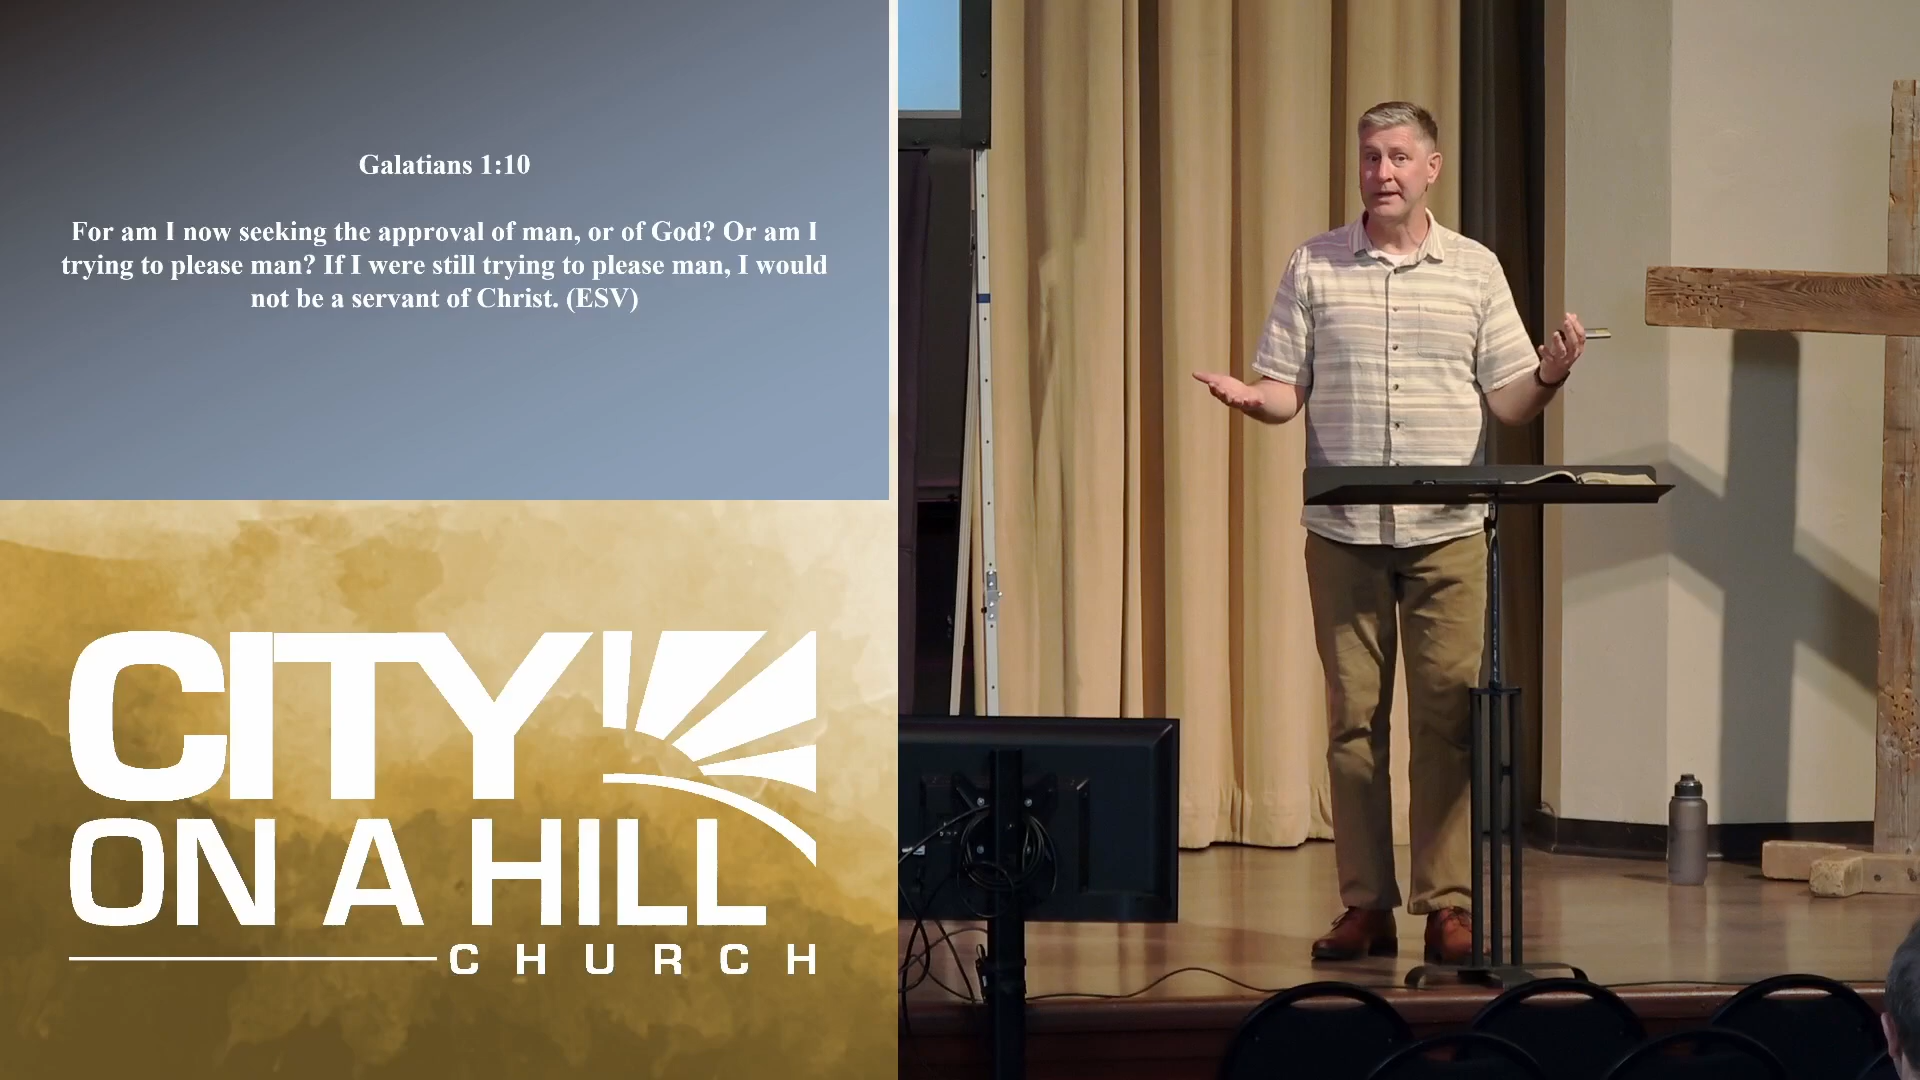 Galatians 1:10
For am I now seeking the approval of man, or of God? Or am I
trying to please man? If I were still trying to please man, I would
not be a servant of Christ. (ESV)
CITY
ON A HILL
CHURCH